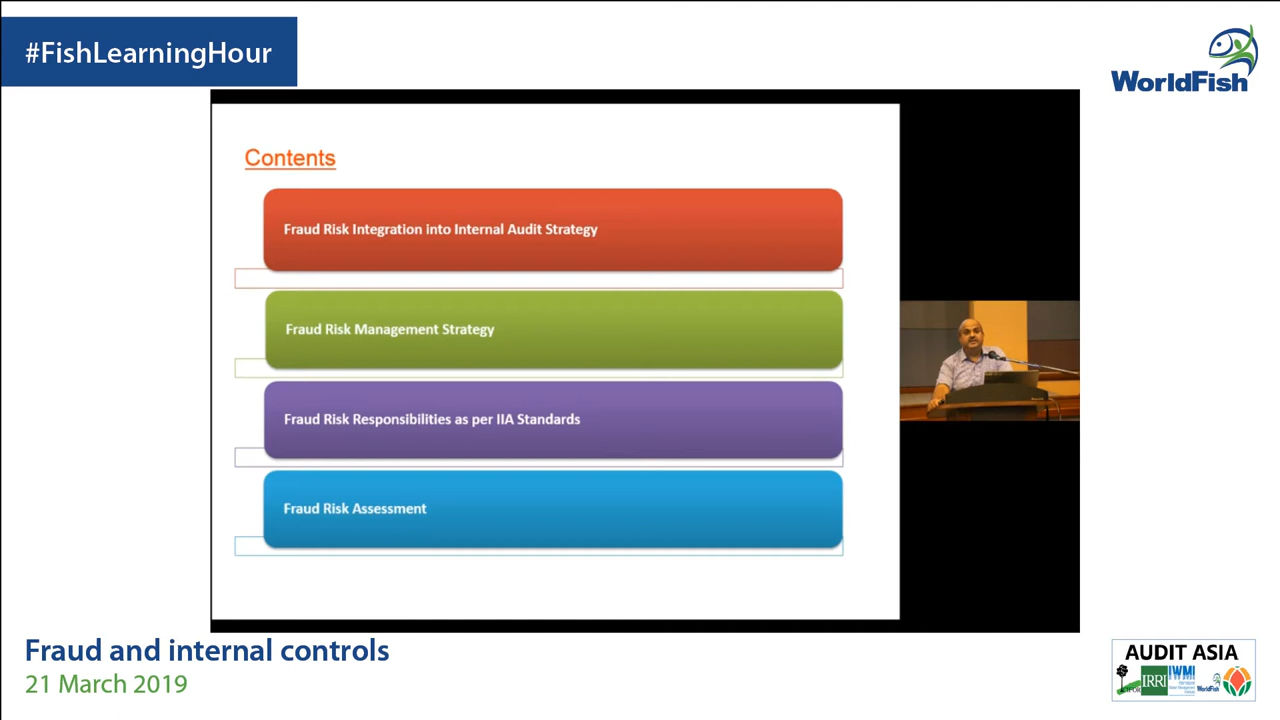 #FishLearningHour
WorldFish
Contents
Fraud Risk Integration into Internal Audit Strategy
Fraud Risk Management Strategy
Fraud Risk Responsibilities as per IIA Standards
Fraud Risk Assessment
Fraud and internal controls
21 March 2019
AUDIT ASIA
IRRI
IWMI
WorldFish